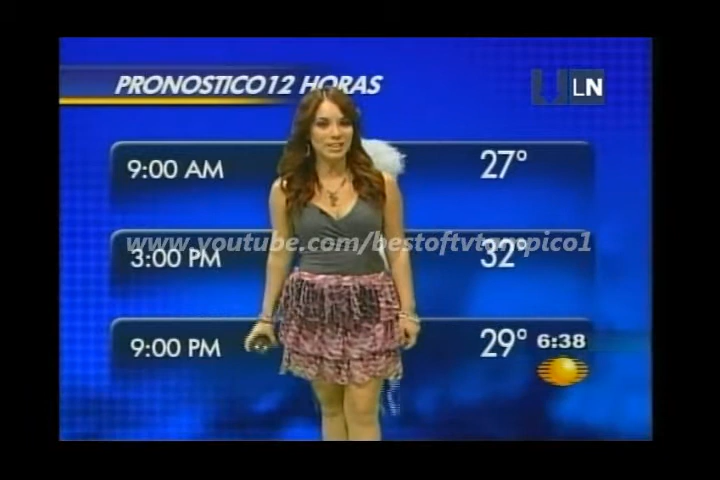 PRONOSTICO12 HORAS
LN
9:00 AM 27°
www.youtube.com/bestoftvtampico1
3:00 PM 32°
9:00 PM 29°
6:38